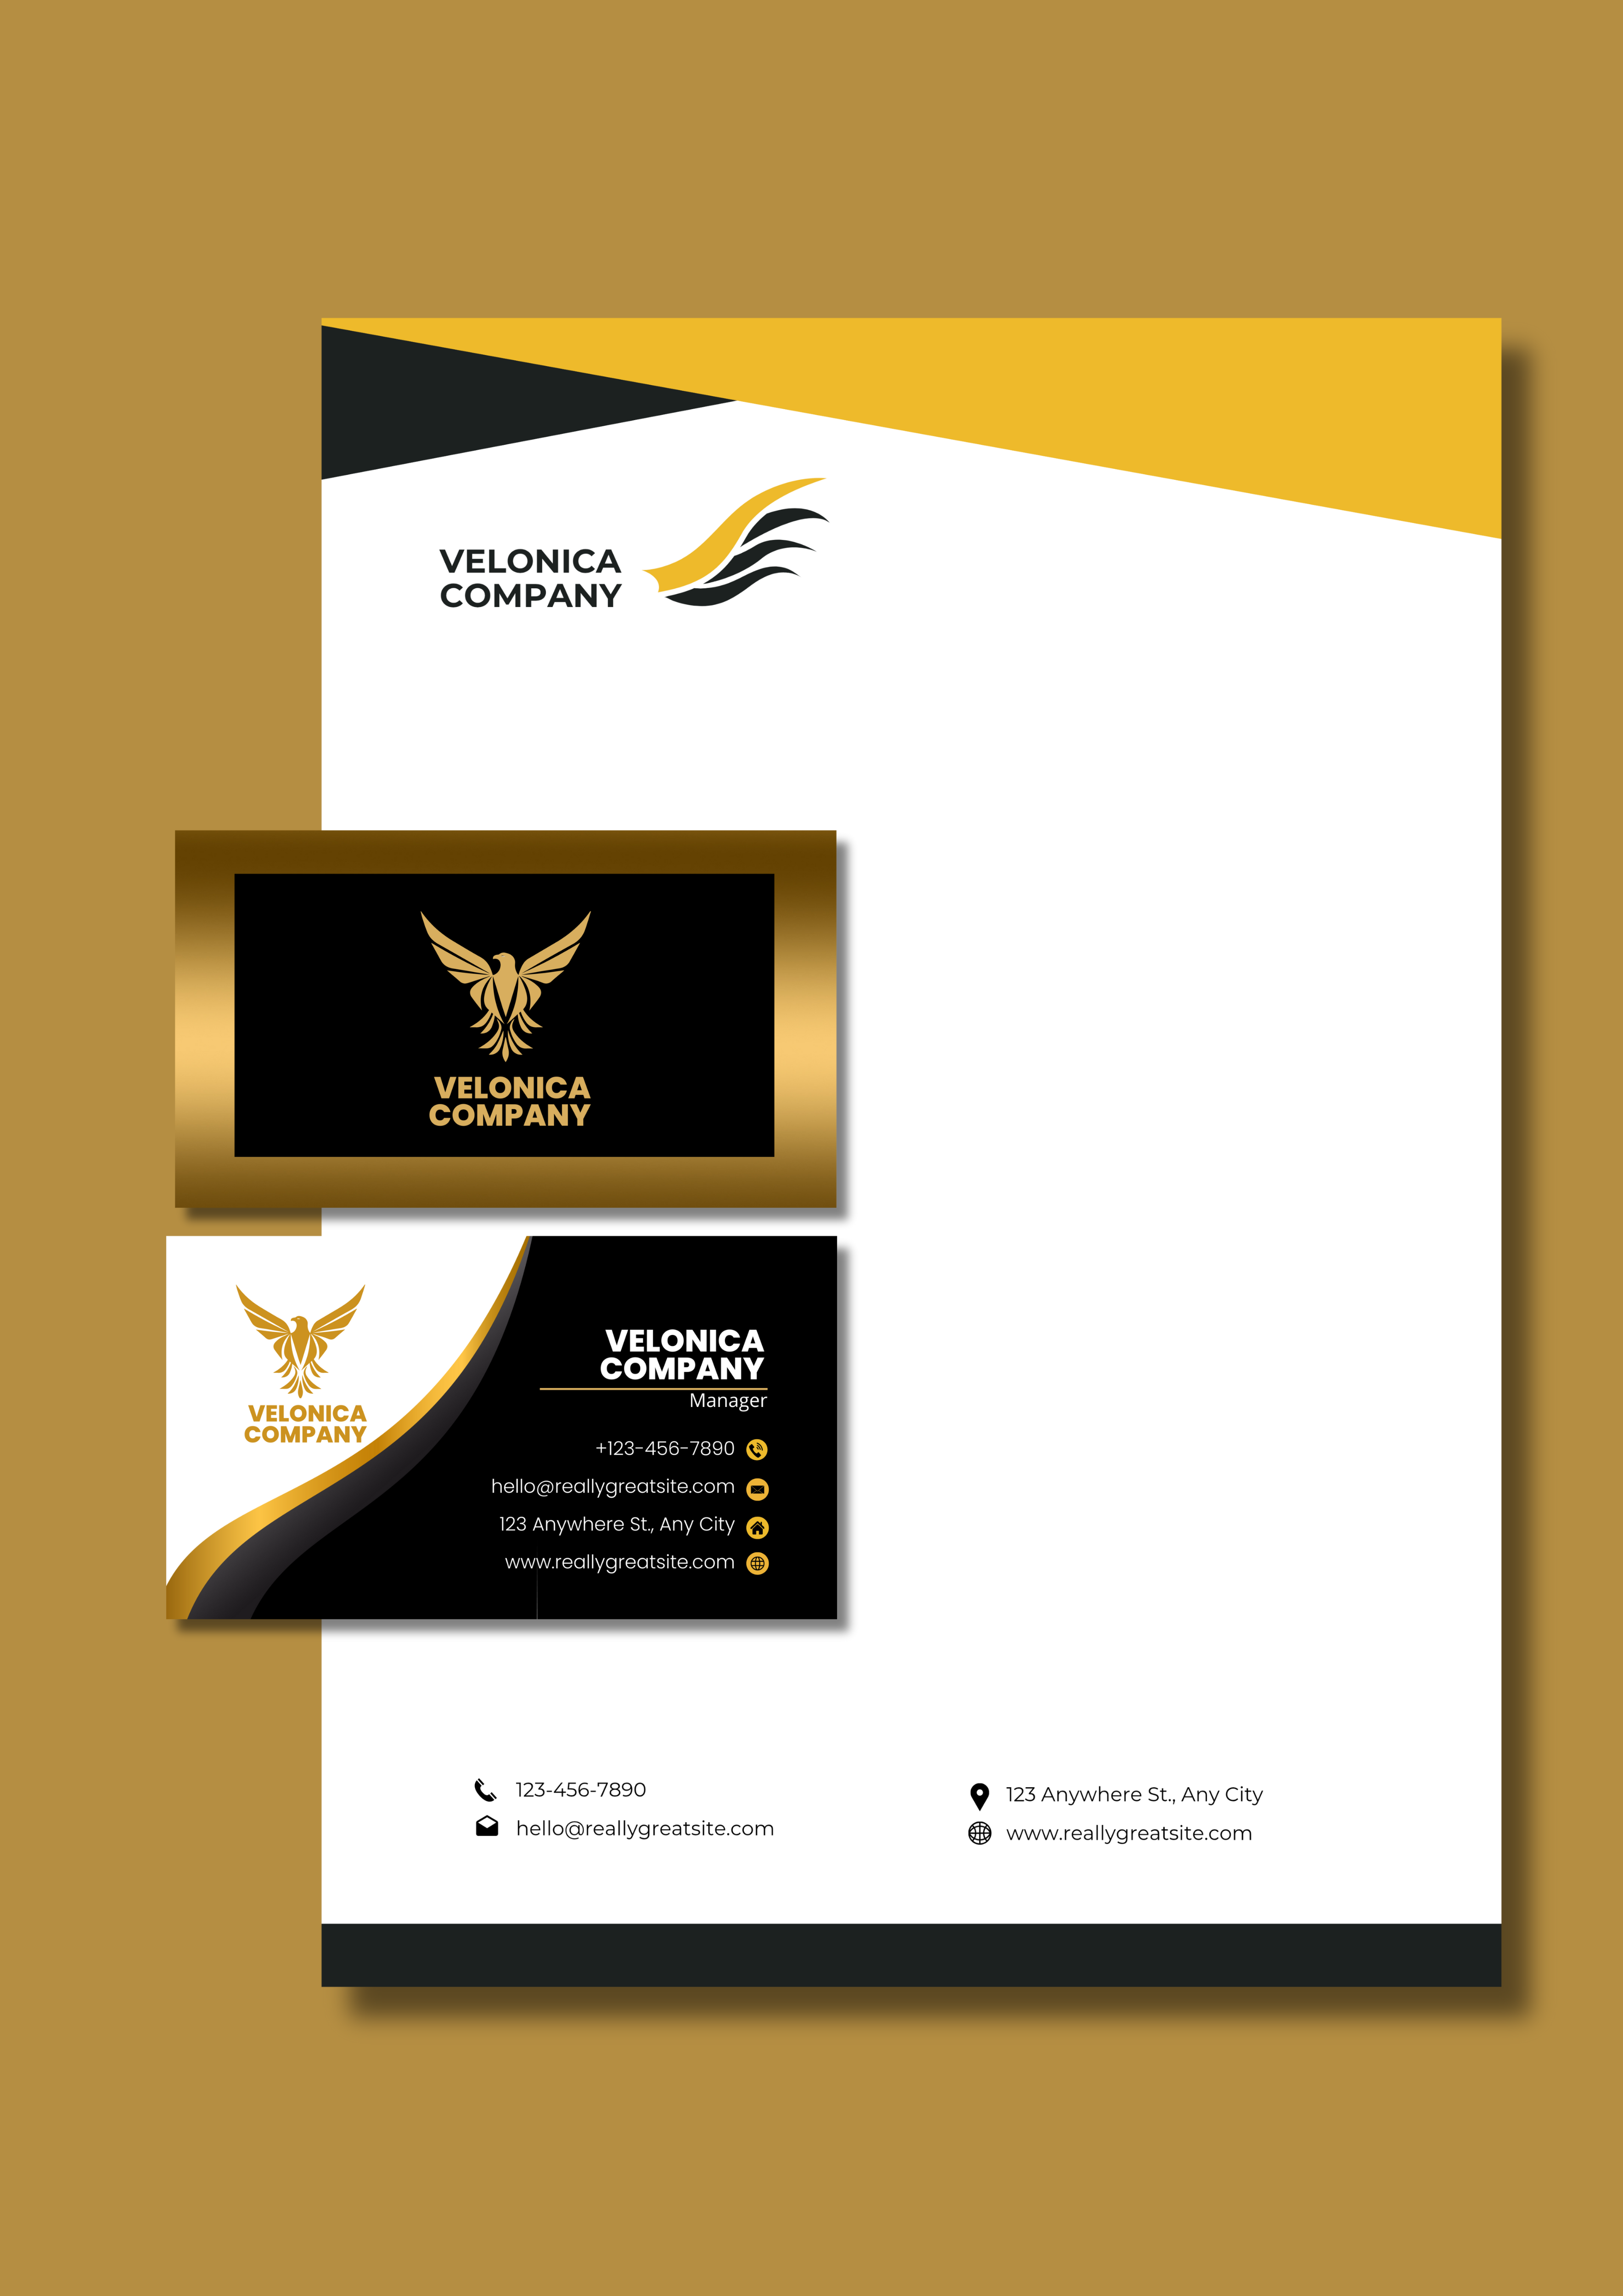 VELONICA
COMPANY
VELONICA
COMPANY
VELONICA
COMPANY
VELONICA
COMPANY
Manager
+123-456-7890
hello@reallygreatsite.com
123 Anywhere St., Any City
www.reallygreatsite.com
123-456-7890
hello@reallygreatsite.com
123 Anywhere St., Any City
www.reallygreatsite.com